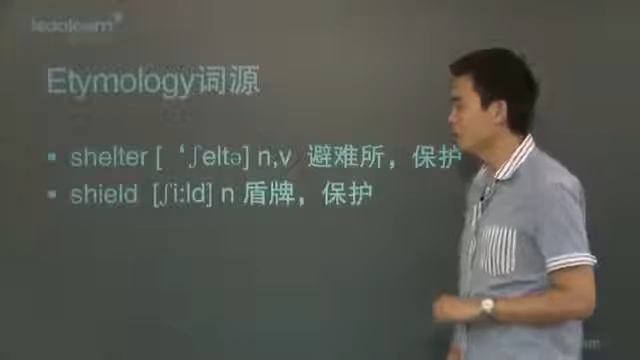 Etymology词源
▪ shelter [‘ʃeltə] n,v 避难所，保护
▪ shield [ʃi:ld] n 盾牌，保护